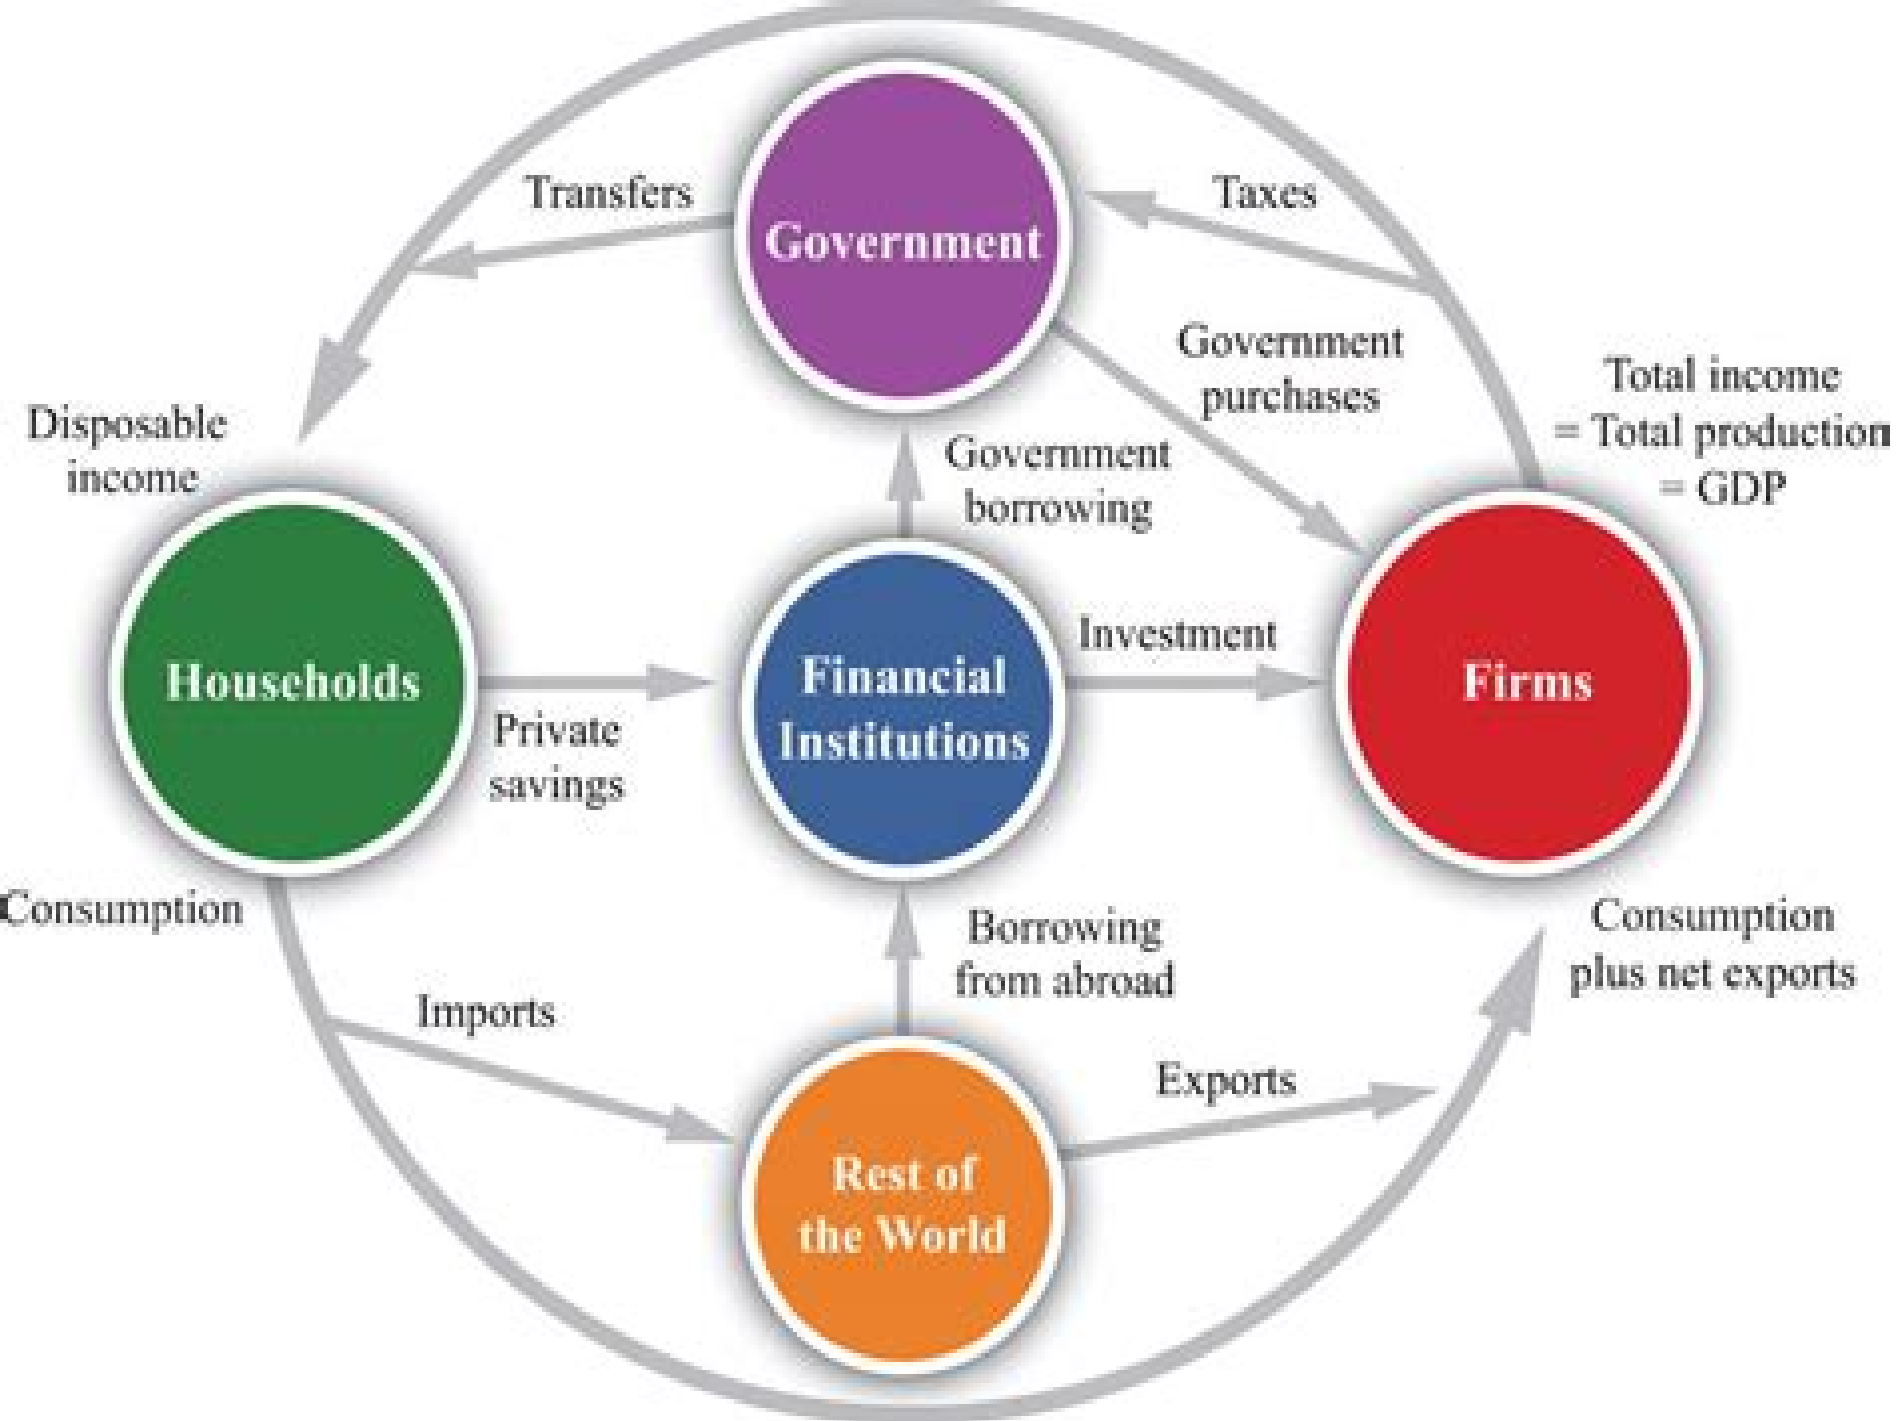 Transfers
Taxes
Government
Government
purchases
Total income
= Total production
= GDP
Disposable
income
Government
borrowing
Households
Private
savings
Financial
Institutions
Investment
Firms
Consumption
Borrowing
from abroad
Consumption
plus net exports
Imports
Exports
Rest of
the World